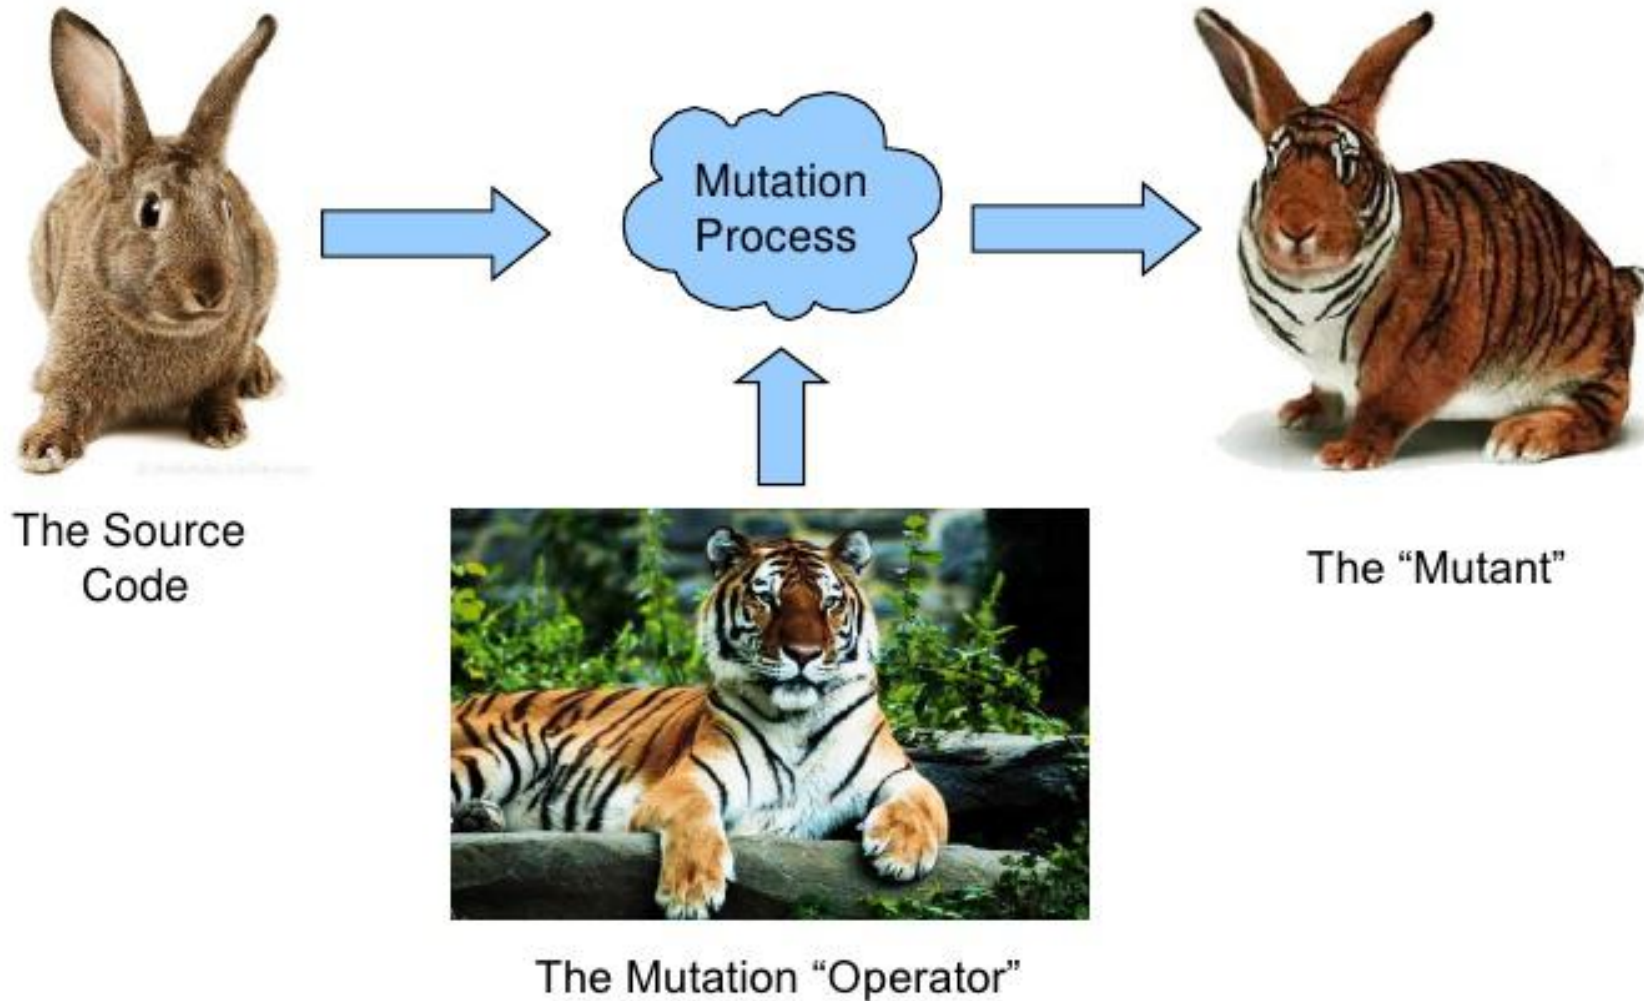 Mutation
Process
The Source
Code
The “Mutant”
The Mutation “Operator”